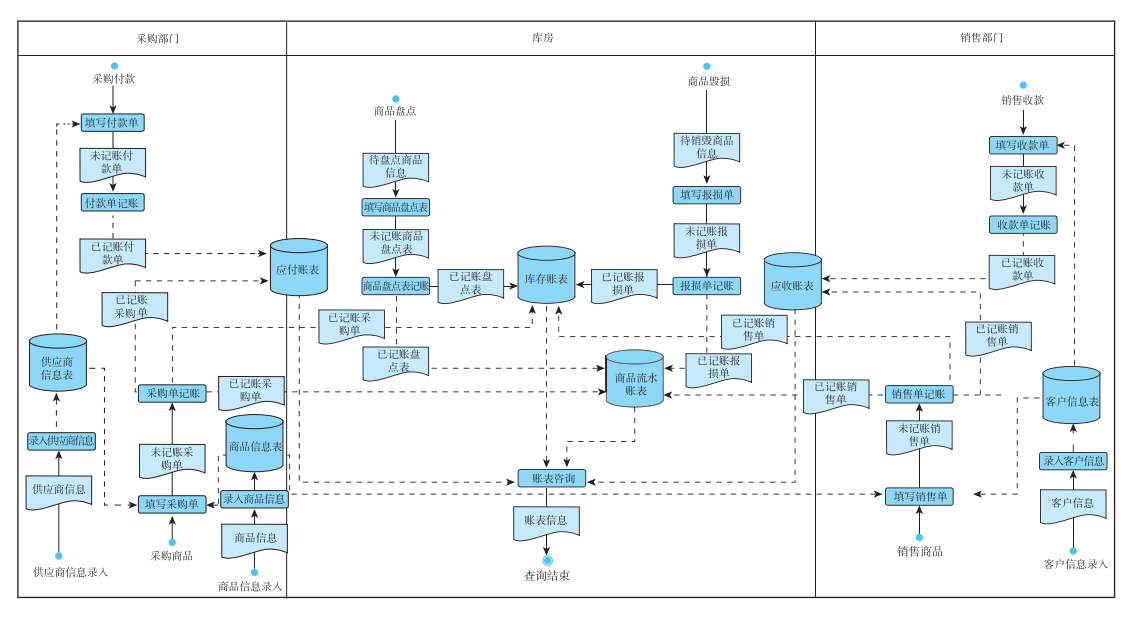 采购部门
库房
销售部门
采购付款
填写付款单
未记账付
款单
付款单记账
已记账付
款单
应付账表
已记账
采购单
供应商
信息表
采购单记账
已记账采
购单
录入供应商信息
供应商信息
供应商信息录入
未记账采
购单
填写采购单
采购商品
商品信息表
录入商品信息
商品信息
商品信息录入
商品盘点
待盘点商品
信息
填写商品盘点表
未记账商品
盘点表
商品盘点表记账
已记账盘
点表
库存账表
已记账采
购单
已记账盘
点表
商品毁损
待销毁商品
信息
填写报损单
未记账报
损单
报损单记账
已记账报
损单
商品流水
账表
已记账报
损单
账表咨询
账表信息
查询结束
应收账表
已记账销
售单
已记账销
售单
销售收款
填写收款单
未记账收
款单
收款单记账
已记账收
款单
已记账销
售单
销售单记账
未记账销
售单
填写销售单
销售商品
客户信息表
录入客户信息
客户信息
客户信息录入